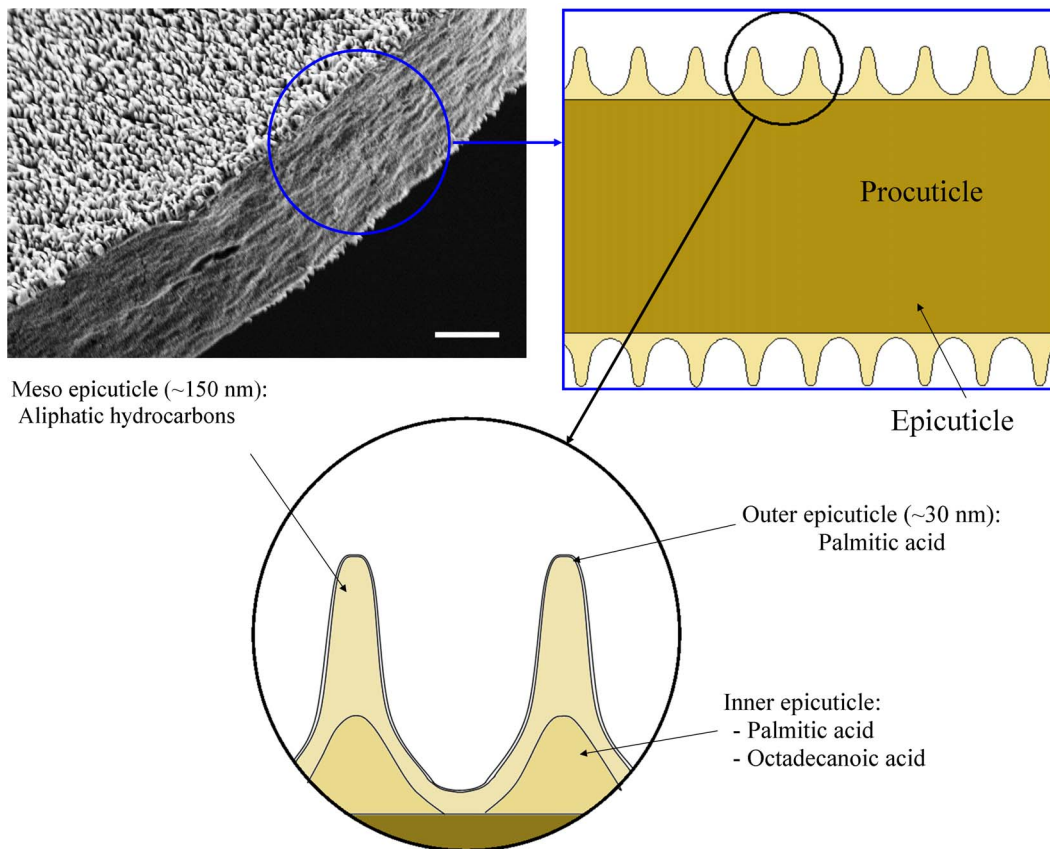 Procuticle
Epicuticle
Meso epicuticle (~150 nm):
Aliphatic hydrocarbons
Outer epicuticle (~30 nm):
Palmitic acid
Inner epicuticle:
- Palmitic acid
- Octadecanoic acid